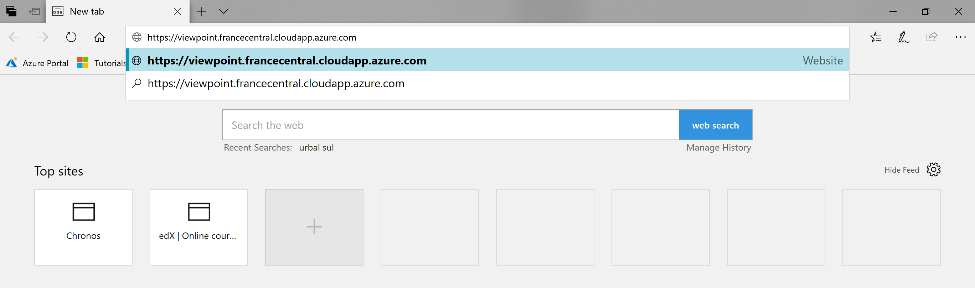 New tab
https://viewpoint.francecentral.cloudapp.azure.com
https://viewpoint.francecentral.cloudapp.azure.com Website
Azure Portal Tutorials
https://viewpoint.francecentral.cloudapp.azure.com
Search the web web search
Recent Searches: urbal sul Manage History
Top sites Hide Feed
Chronos edX | Online cour...